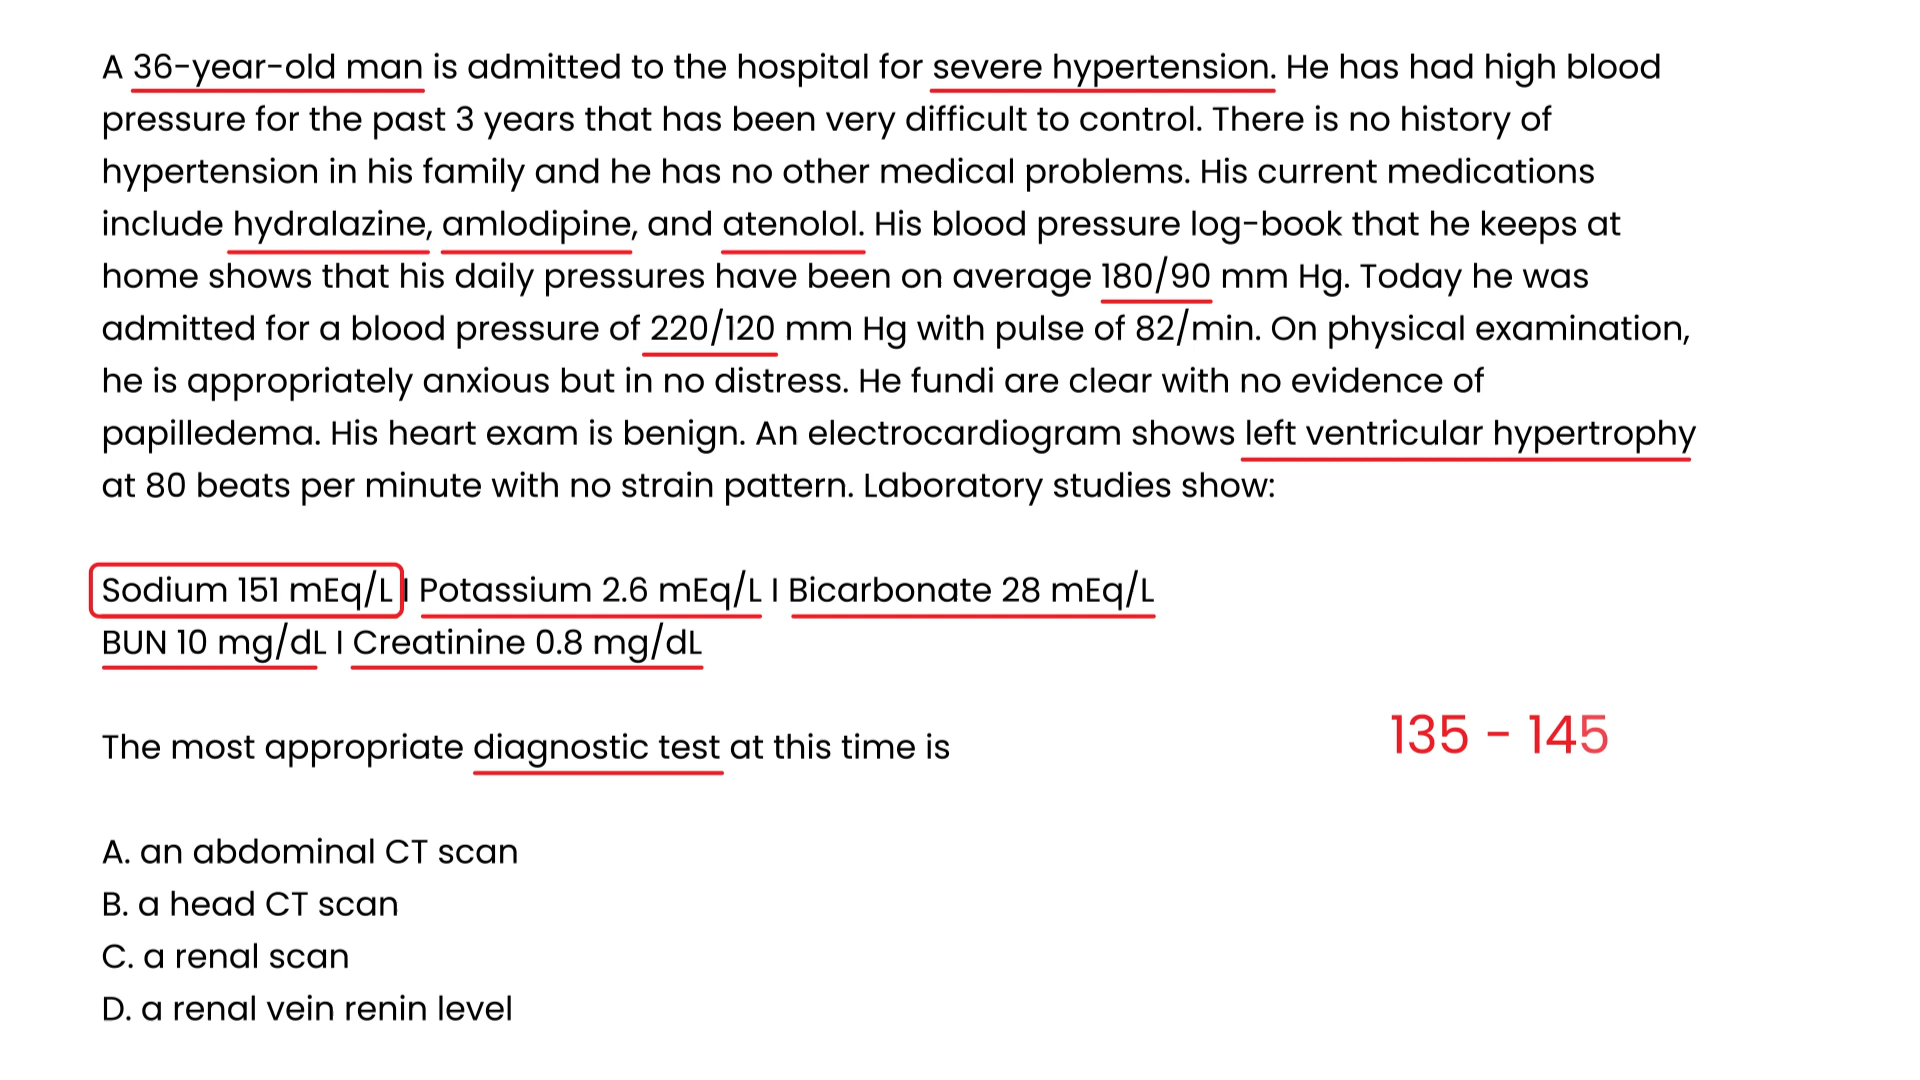 A 36-year-old man is admitted to the hospital for severe hypertension. He has had high blood
pressure for the past 3 years that has been very difficult to control. There is no history of
hypertension in his family and he has no other medical problems. His current medications
include hydralazine, amlodipine, and atenolol. His blood pressure log-book that he keeps at
home shows that his daily pressures have been on average 180/90 mm Hg. Today he was
admitted for a blood pressure of 220/120 mm Hg with pulse of 82/min. On physical examination,
he is appropriately anxious but in no distress. He fundi are clear with no evidence of
papilledema. His heart exam is benign. An electrocardiogram shows left ventricular hypertrophy
at 80 beats per minute with no strain pattern. Laboratory studies show:
Sodium 151 mEq/L I Potassium 2.6 mEq/L I Bicarbonate 28 mEq/L
BUN 10 mg/dL I Creatinine 0.8 mg/dL
135 - 145
The most appropriate diagnostic test at this time is
A. an abdominal CT scan
B. a head CT scan
C. a renal scan
D. a renal vein renin level